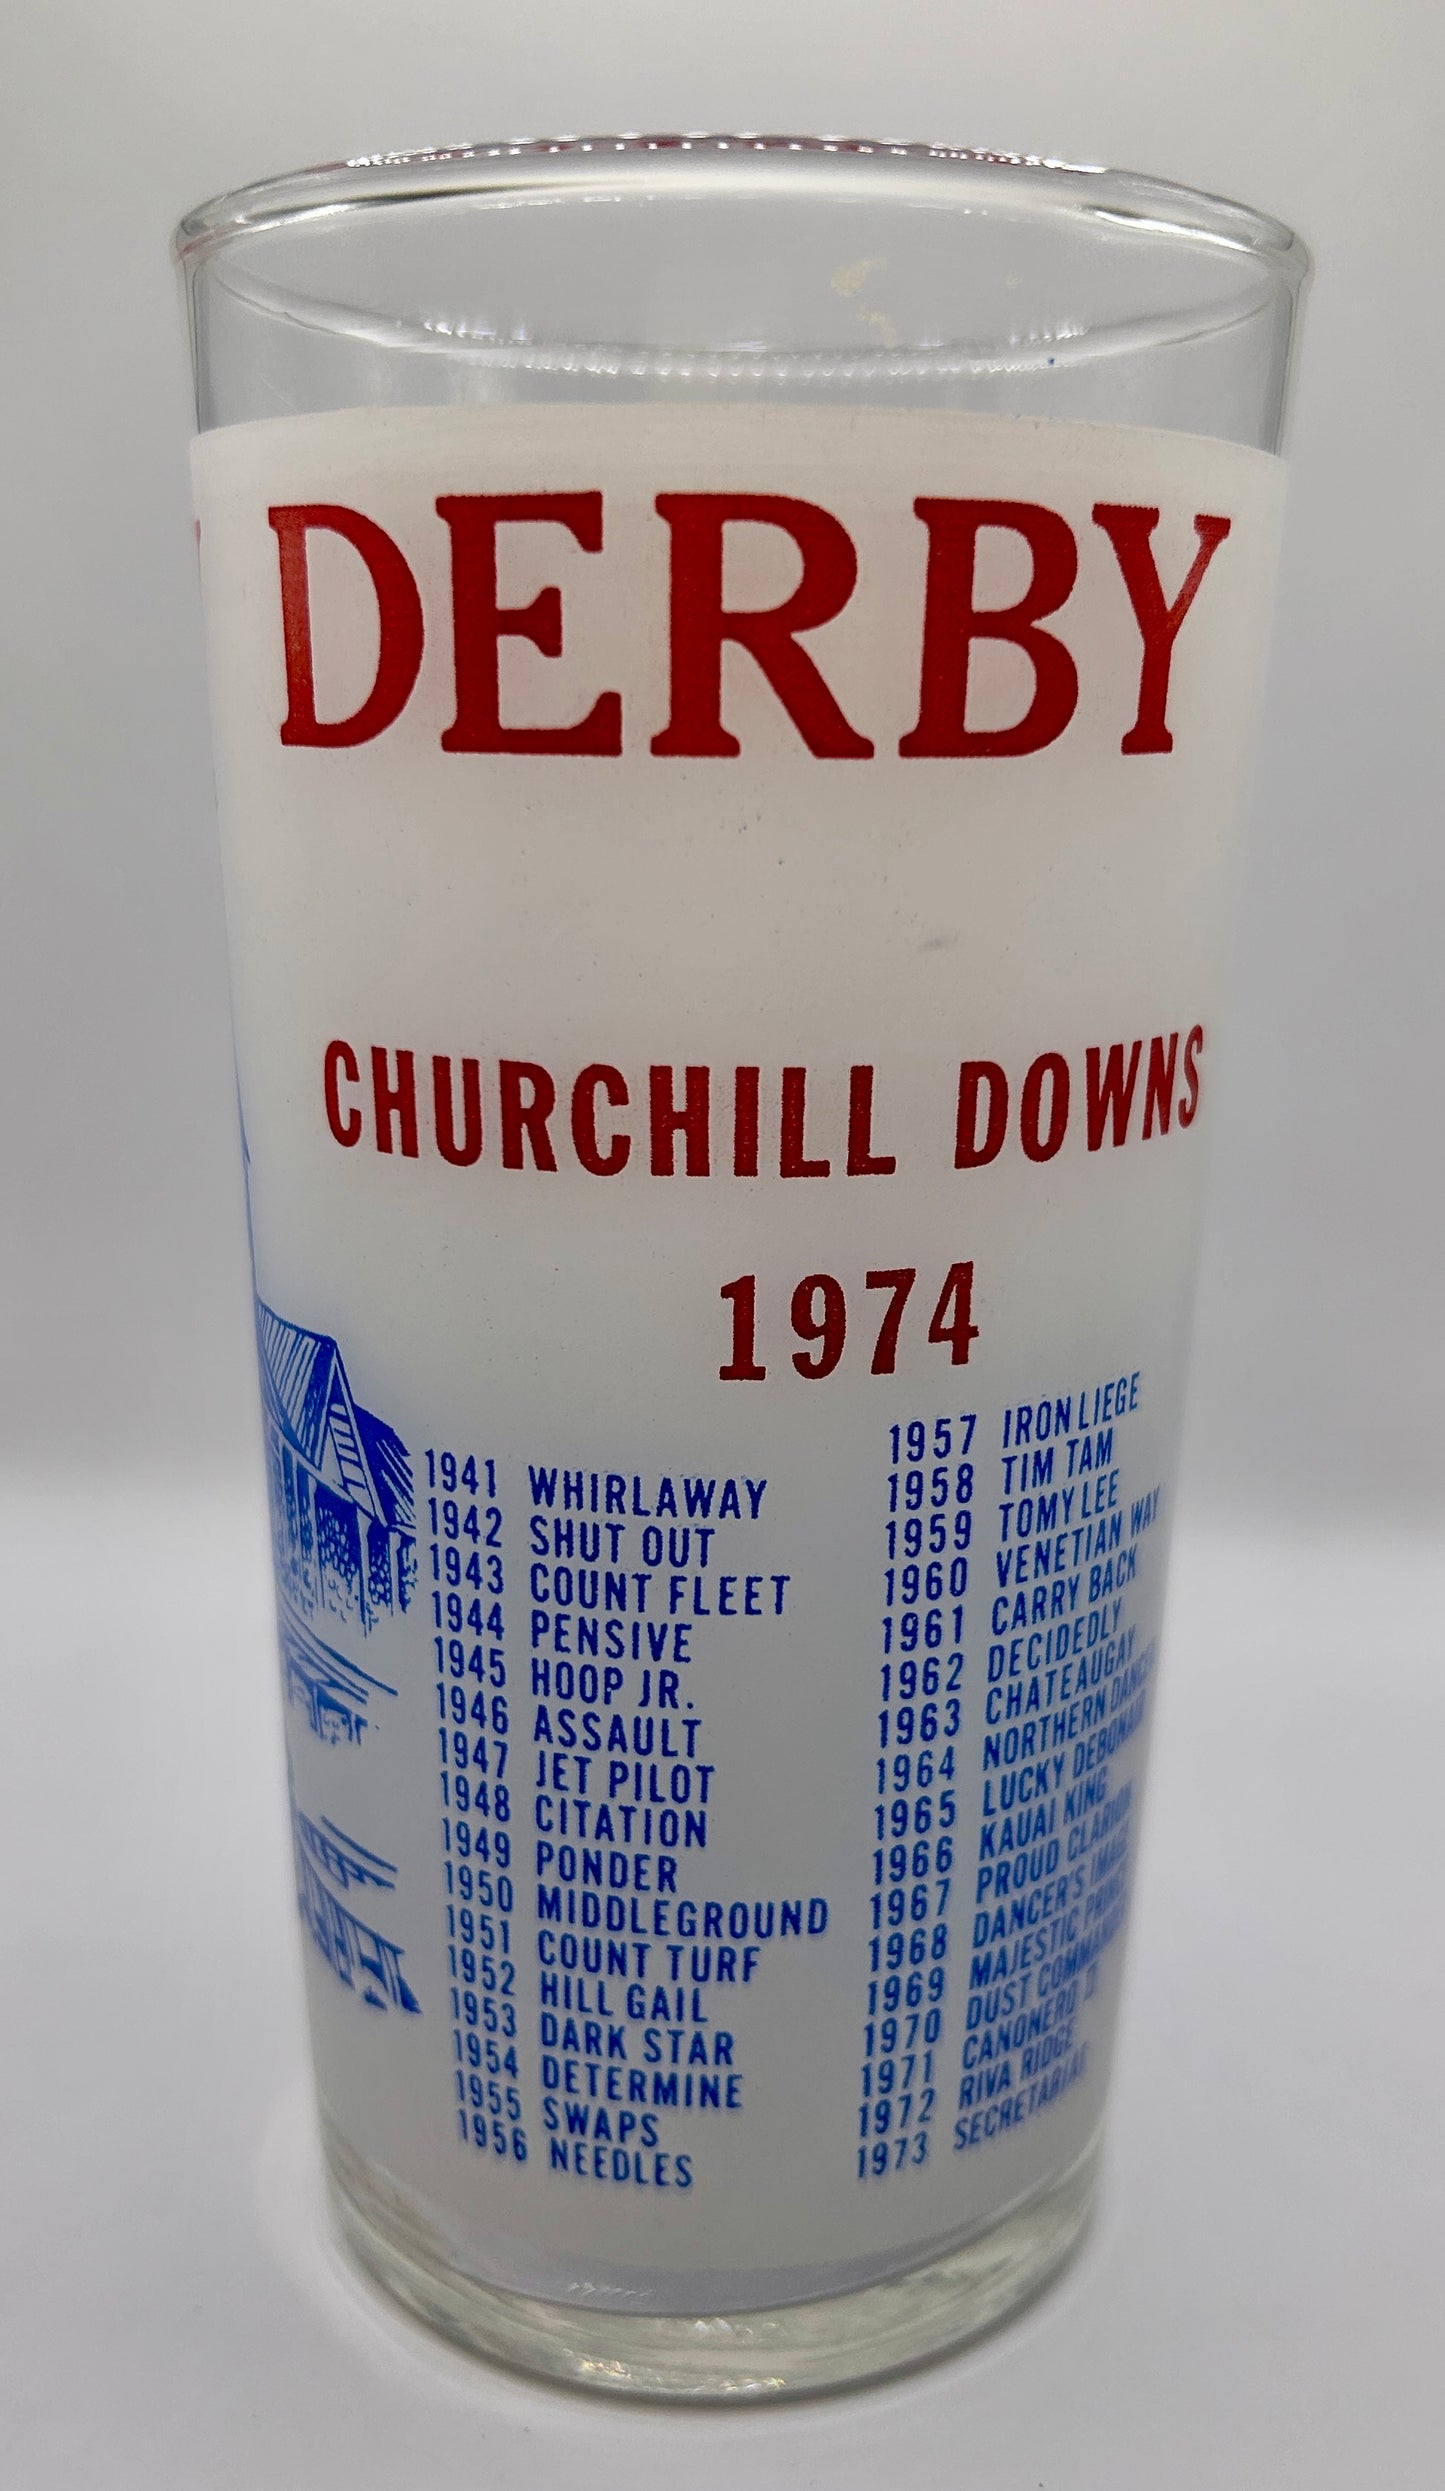 DERBY
CHURCHILL DOWNS
1974
1941 WHIRLAWAY
1942 SHUT OUT
1943 COUNT FLEET
1944 PENSIVE
1945 HOOP JR.
1946 ASSAULT
1947 JET PILOT
1948 CITATION
1949 PONDER
1950 MIDDLEGROUND
1951 COUNT TURF
1952 HILL GAIL
1953 DARK STAR
1954 DETERMINE
1955 SWAPS
1956 NEEDLES
1957 IRON LIEGE
1958 TIM TAM
1959 TOMY LEE
1960 VENETIAN WAY
1961 CARRY BACK
1962 DECIDEDLY
1963 CHATEAUGAY
1964 NORTHERN DANCER
1965 LUCKY DEBONAIR
1966 KAUAI KING
1967 PROUD CLARION
1968 DANCER'S IMAGE
1969 MAJESTIC PRINCE
1970 DUST COMMANDER
1971 CANONERO II
1972 RIVA RIDGE
1973 SECRETARIAT